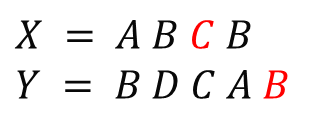 X = A B C B
Y = B D C A B